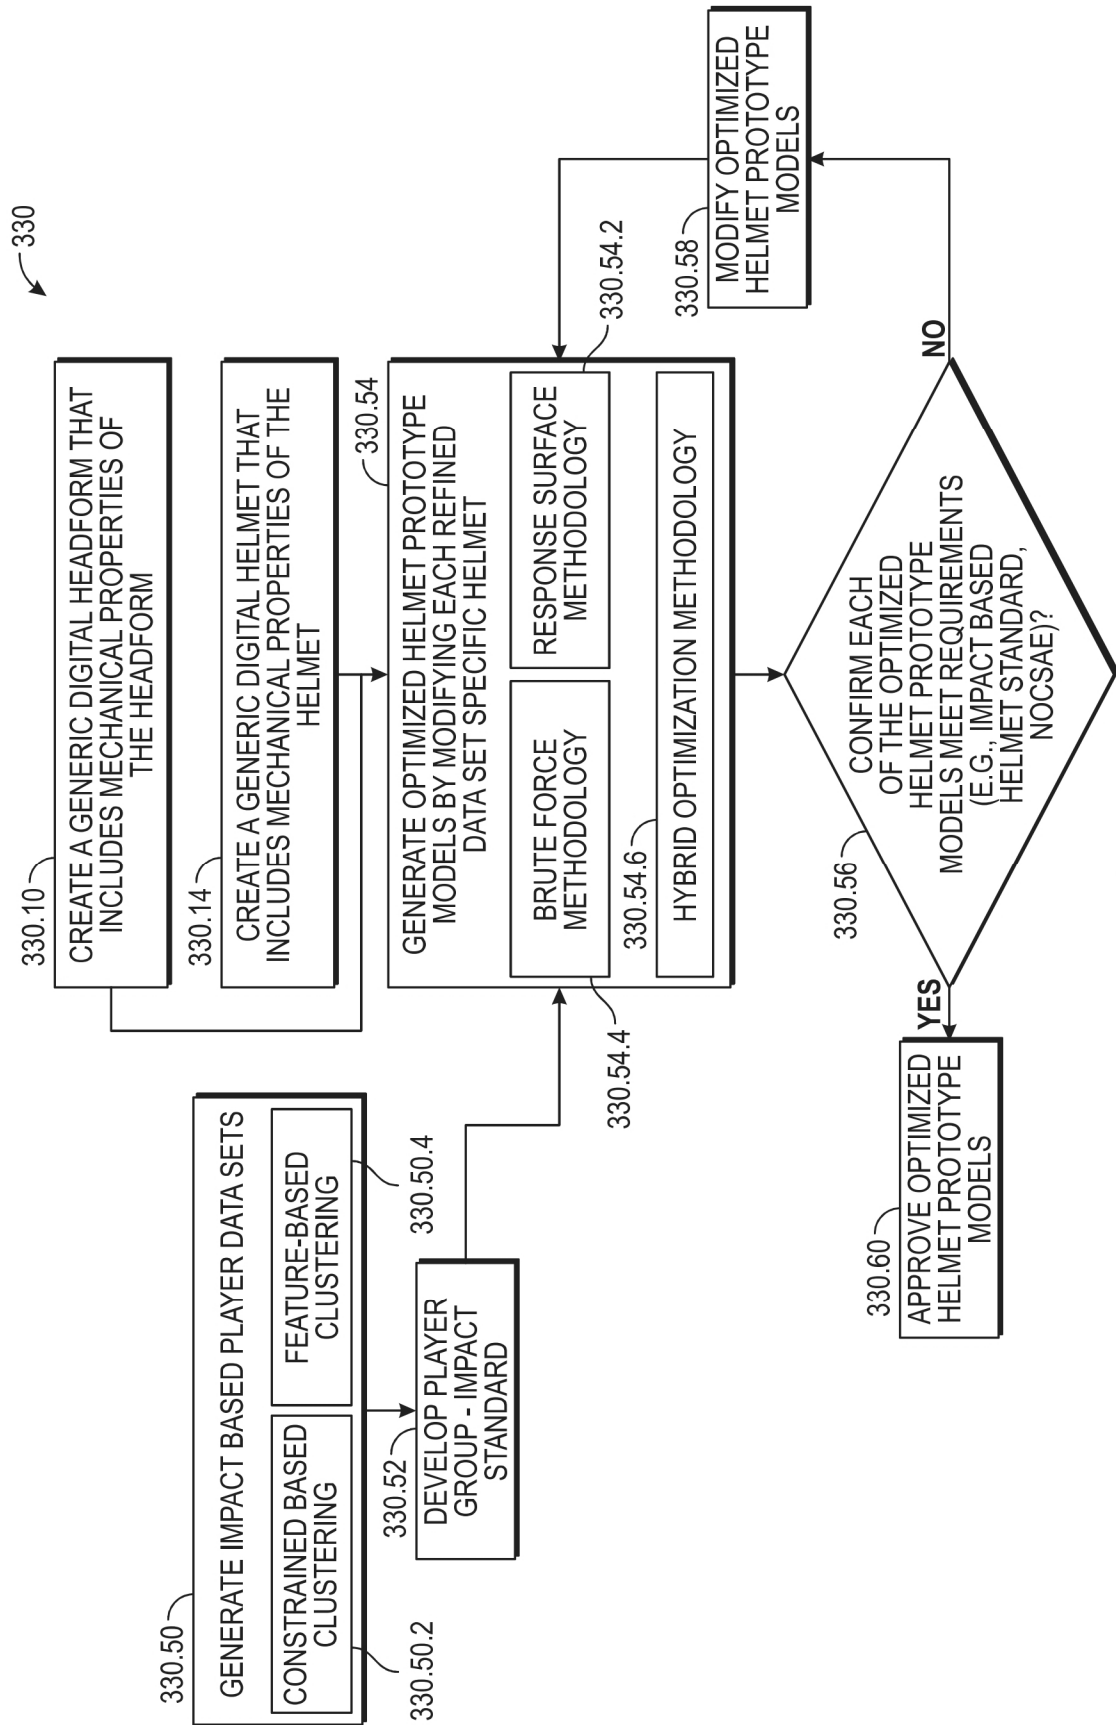 330
330.10
CREATE A GENERIC DIGITAL HEADFORM THAT
INCLUDES MECHANICAL PROPERTIES OF
THE HEADFORM
330.14
CREATE A GENERIC DIGITAL HELMET THAT
INCLUDES MECHANICAL PROPERTIES OF THE
HELMET
330.50
GENERATE IMPACT BASED PLAYER DATA SETS
CONSTRAINED BASED
CLUSTERING
330.50.2
FEATURE-BASED
CLUSTERING
330.50.4
330.52
DEVELOP PLAYER
GROUP - IMPACT
STANDARD
330.54
GENERATE OPTIMIZED HELMET PROTOTYPE
MODELS BY MODIFYING EACH REFINED
DATA SET SPECIFIC HELMET
BRUTE FORCE
METHODOLOGY
330.54.4
RESPONSE SURFACE
METHODOLOGY
330.54.2
330.54.6
HYBRID OPTIMIZATION METHODOLOGY
330.56
CONFIRM EACH
OF THE OPTIMIZED
HELMET PROTOTYPE
MODELS MEET REQUIREMENTS
(E.G., IMPACT BASED
HELMET STANDARD,
NOCSAE)?
YES
NO
330.58
MODIFY OPTIMIZED
HELMET PROTOTYPE
MODELS
330.60
APPROVE OPTIMIZED
HELMET PROTOTYPE
MODELS